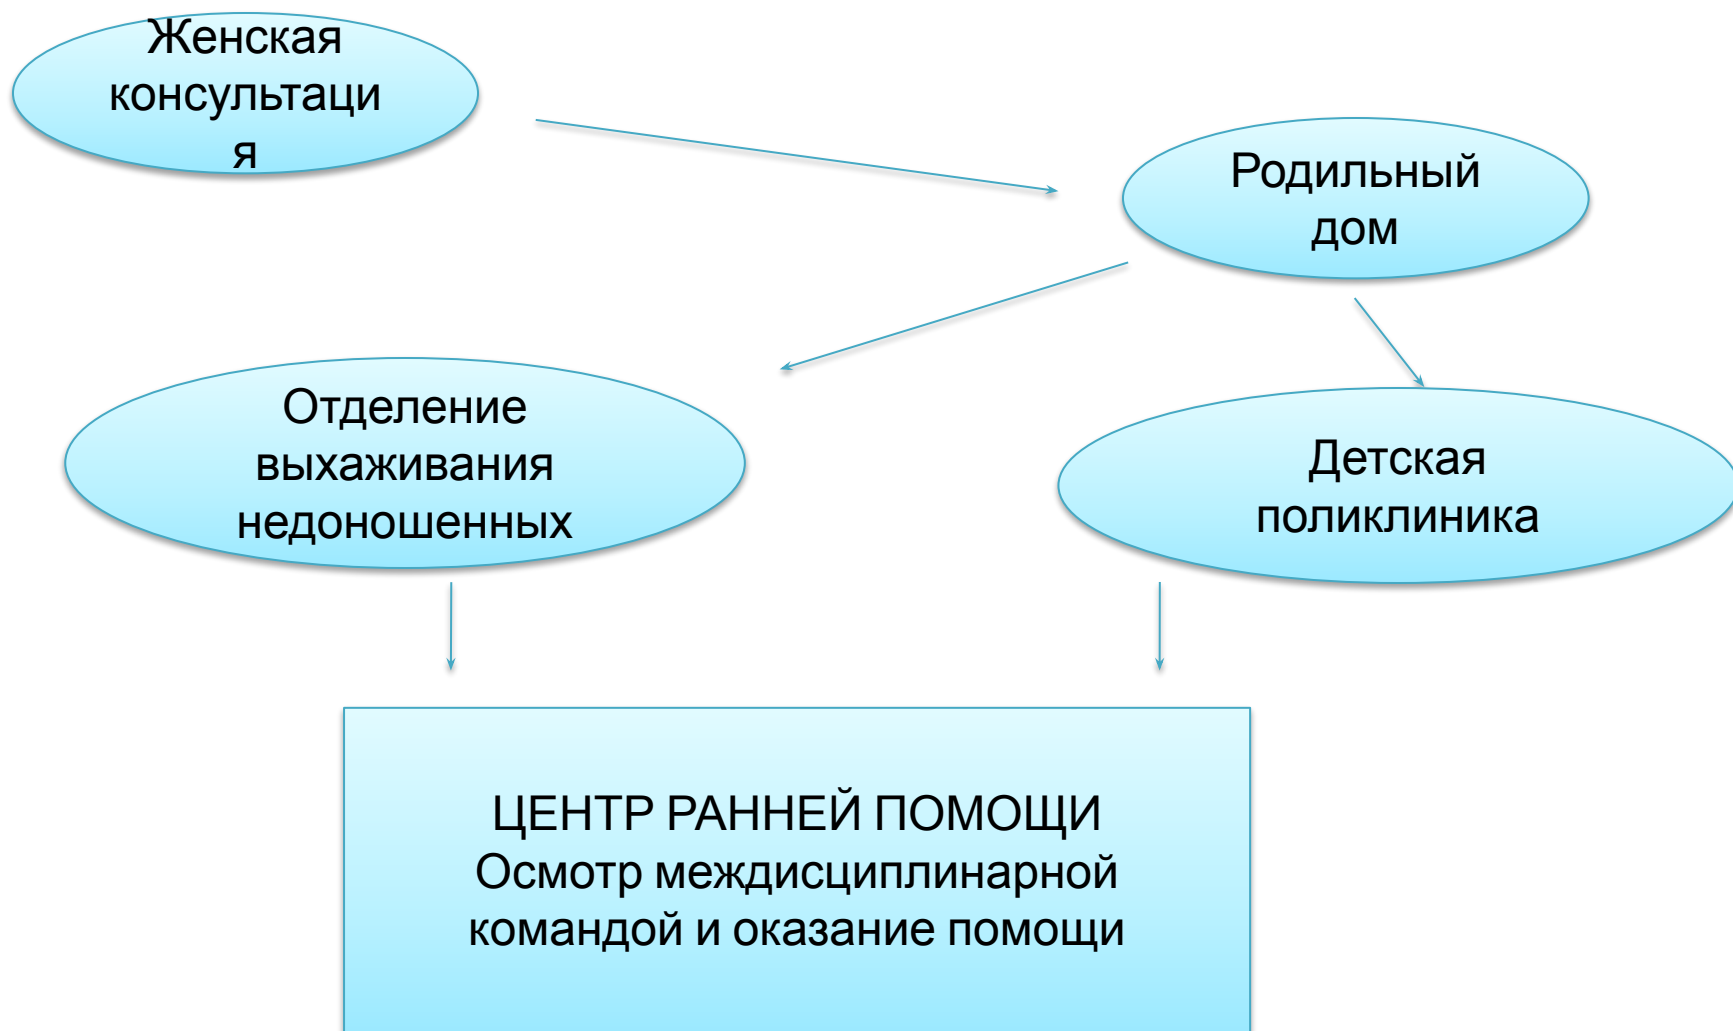 Женская
консультаци
я
Родильный
дом
Отделение
выхаживания
недоношенных
Детская
поликлиника
ЦЕНТР РАННЕЙ ПОМОЩИ
Осмотр междисциплинарной
командой и оказание помощи